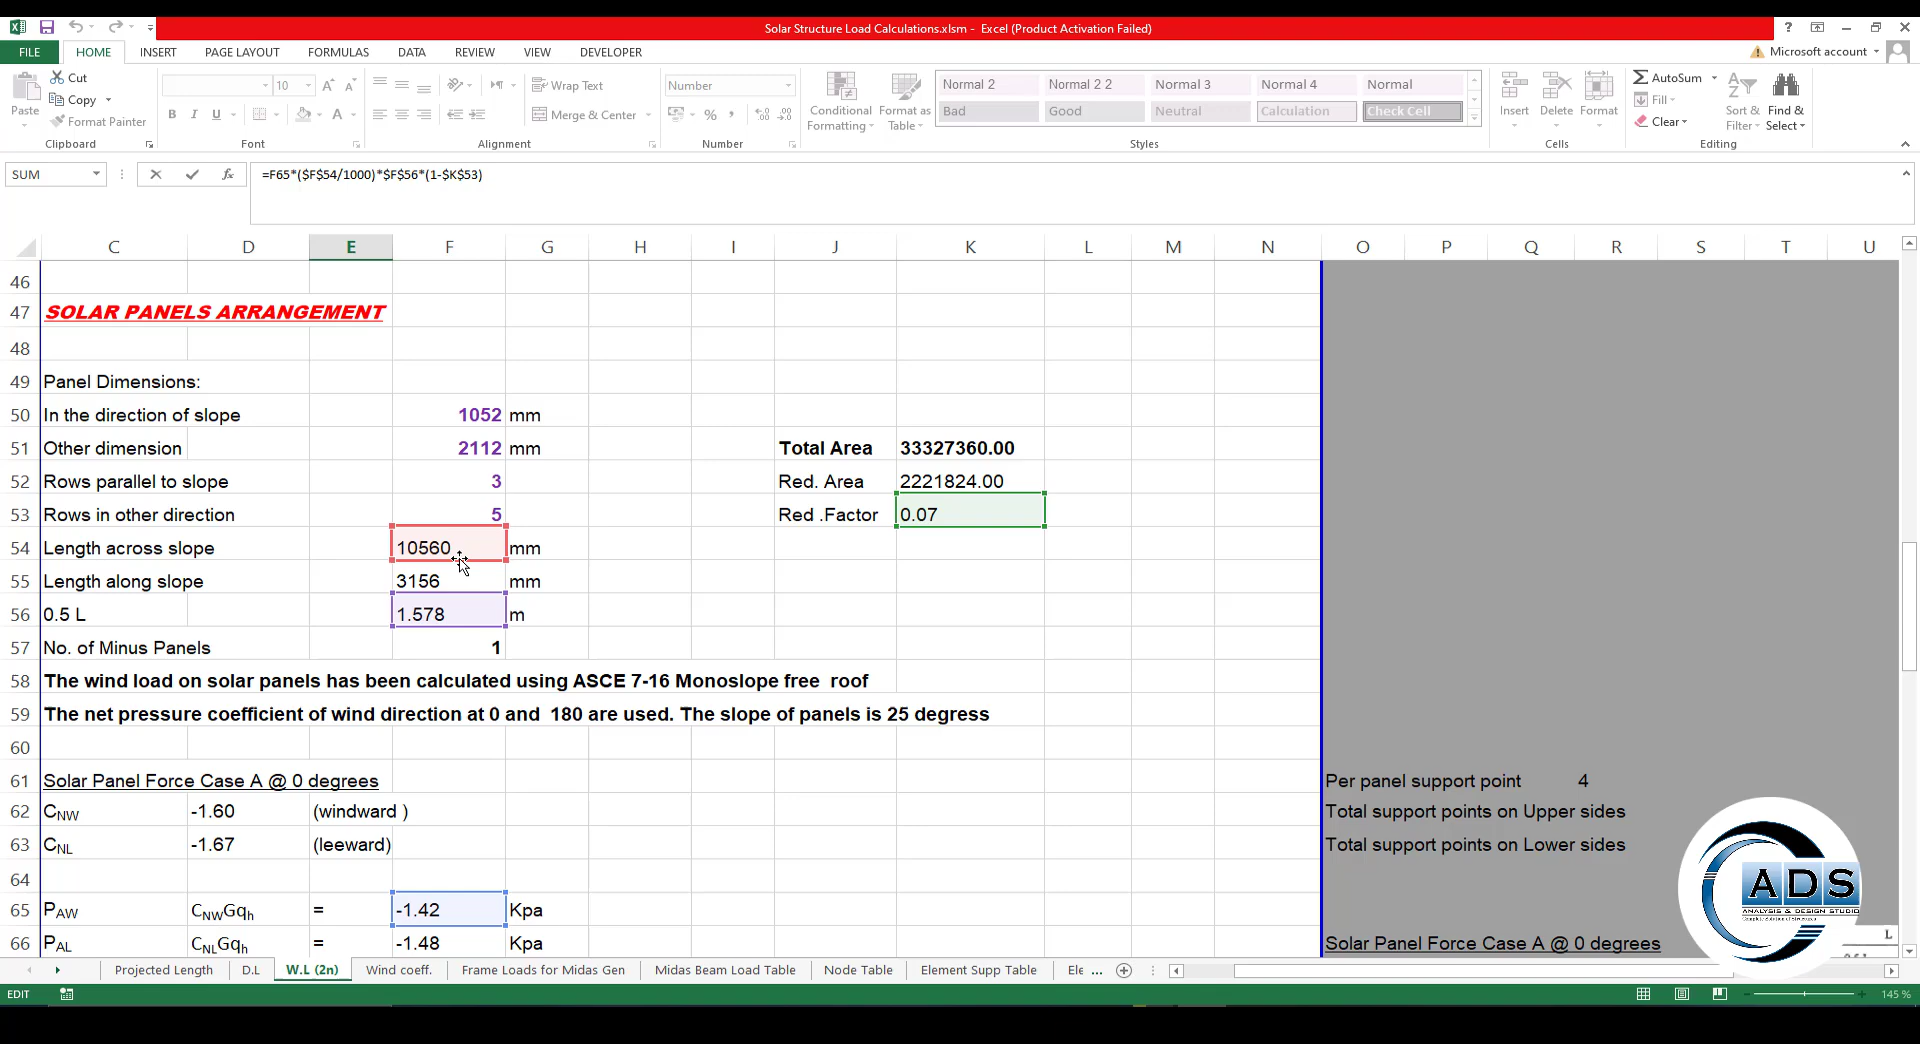 Solar Structure Load Calculations.xlsm - Excel (Product Activation Failed)
FILE HOME INSERT PAGE LAYOUT FORMULAS DATA REVIEW VIEW DEVELOPER Microsoft account
Paste
Cut
Copy
Format Painter
Clipboard
10
B I U
Font
Wrap Text
Merge & Center
Alignment
Number
Number
Conditional Formatting
Format as Table
Normal 2 Normal 2 2 Normal 3 Normal 4 Normal
Bad Good Neutral Calculation Check Cell
Styles
Insert Delete Format
Cells
AutoSum
Fill
Clear
Sort & Filter
Find & Select
Editing
SUM =F65*($F$54/1000)*$F$56*(1-$K$53)
C D E F G H I J K L M N O P Q R S T U
46
47 SOLAR PANELS ARRANGEMENT
48
49 Panel Dimensions:
50 In the direction of slope 1052 mm
51 Other dimension 2112 mm Total Area 33327360.00
52 Rows parallel to slope 3 Red. Area 2221824.00
53 Rows in other direction 5 Red .Factor 0.07
54 Length across slope 10560 mm
55 Length along slope 3156 mm
56 0.5 L 1.578 m
57 No. of Minus Panels 1
58 The wind load on solar panels has been calculated using ASCE 7-16 Monoslope free roof
59 The net pressure coefficient of wind direction at 0 and 180 are used. The slope of panels is 25 degress
60
61 Solar Panel Force Case A @ 0 degrees Per panel support point 4
62 CNW -1.60 (windward ) Total support points on Upper sides
63 CNL -1.67 (leeward) Total support points on Lower sides
64
65 PAW CNWGqh = -1.42 Kpa
66 PAL CNLGqh = -1.48 Kpa Solar Panel Force Case A @ 0 degrees L
ADS
ANALYSIS & DESIGN STUDIO
Complete Solution of Structures
Projected Length D.L W.L (2n) Wind coeff. Frame Loads for Midas Gen Midas Beam Load Table Node Table Element Supp Table Ele ...
EDIT 145 %